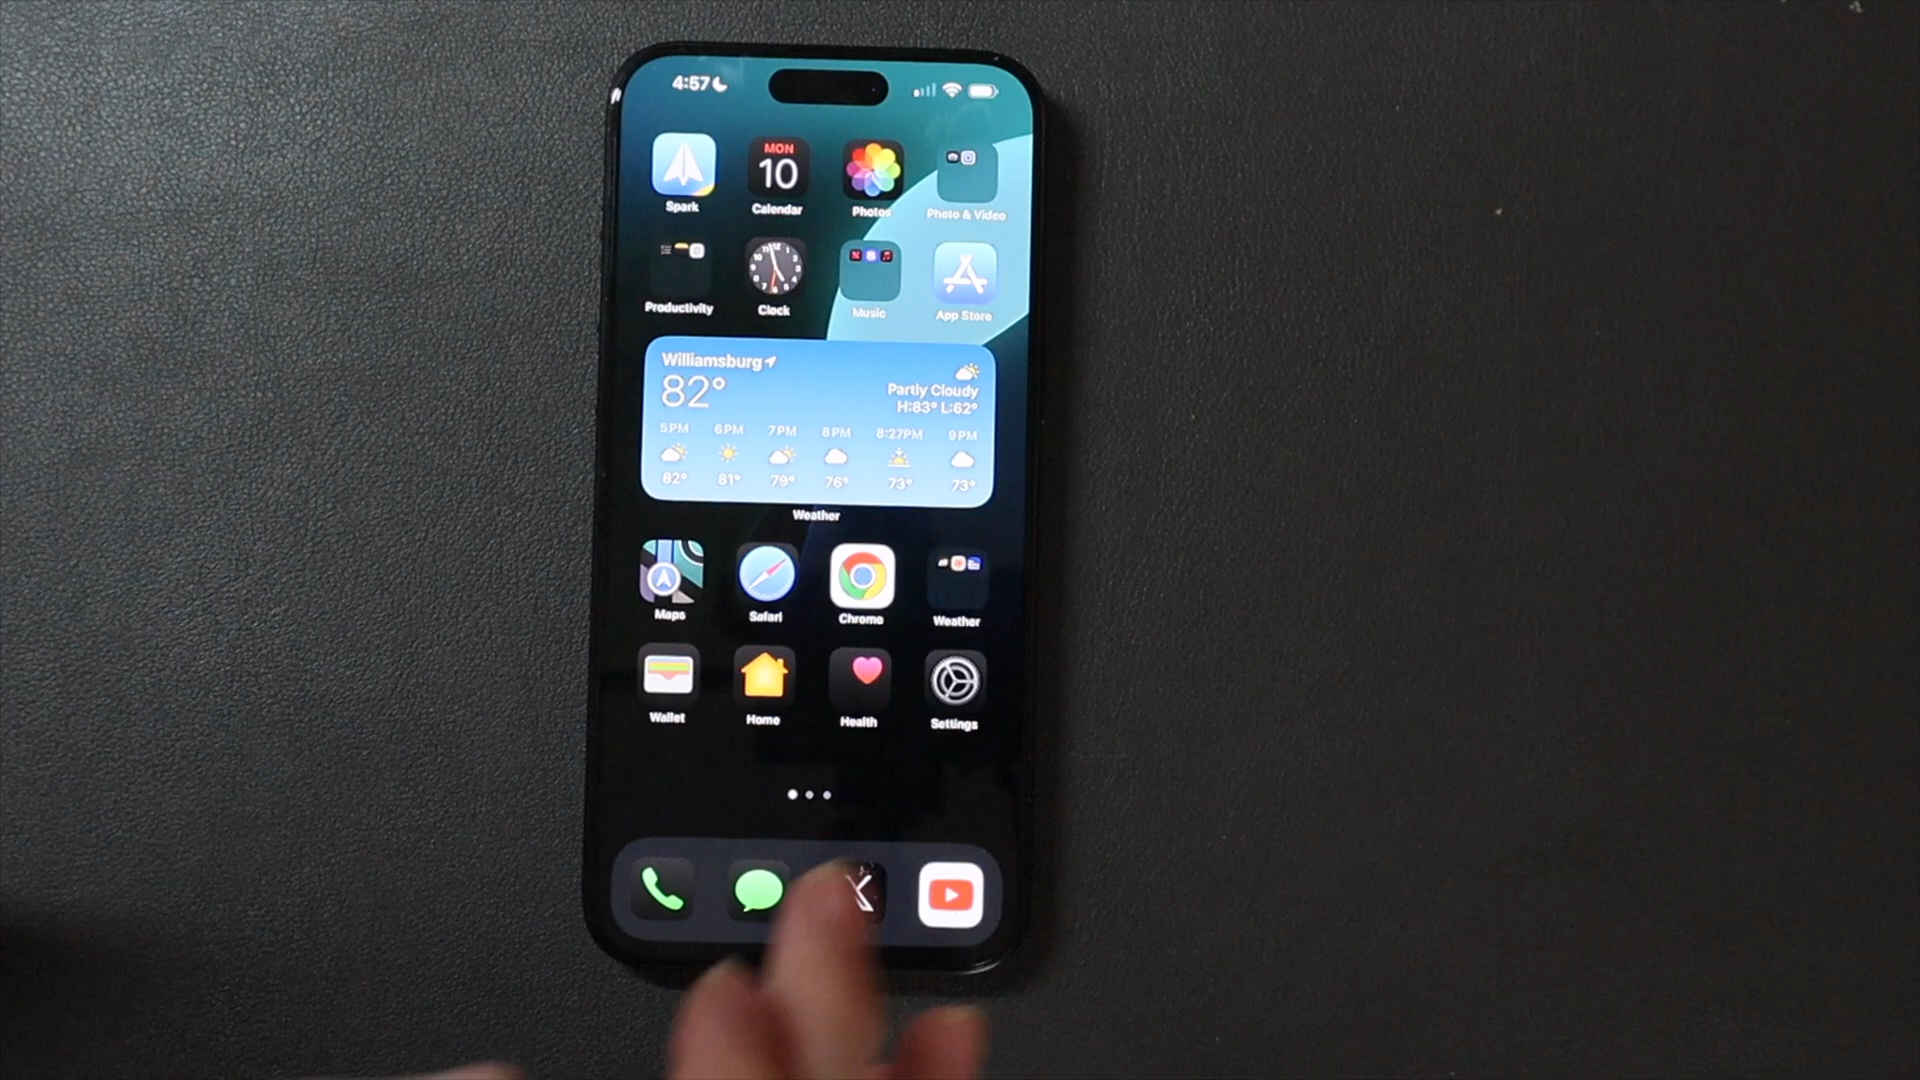 4:57
MON
10
Spark
Calendar
Photos
Photo & Video
Productivity
Clock
Music
App Store
Williamsburg
82°
Partly Cloudy
H:83° L:62°
5PM 6PM 7PM 8PM 8:27PM 9PM
82° 81° 79° 76° 73° 73°
Weather
Maps
Safari
Chrome
Weather
Wallet
Home
Health
Settings